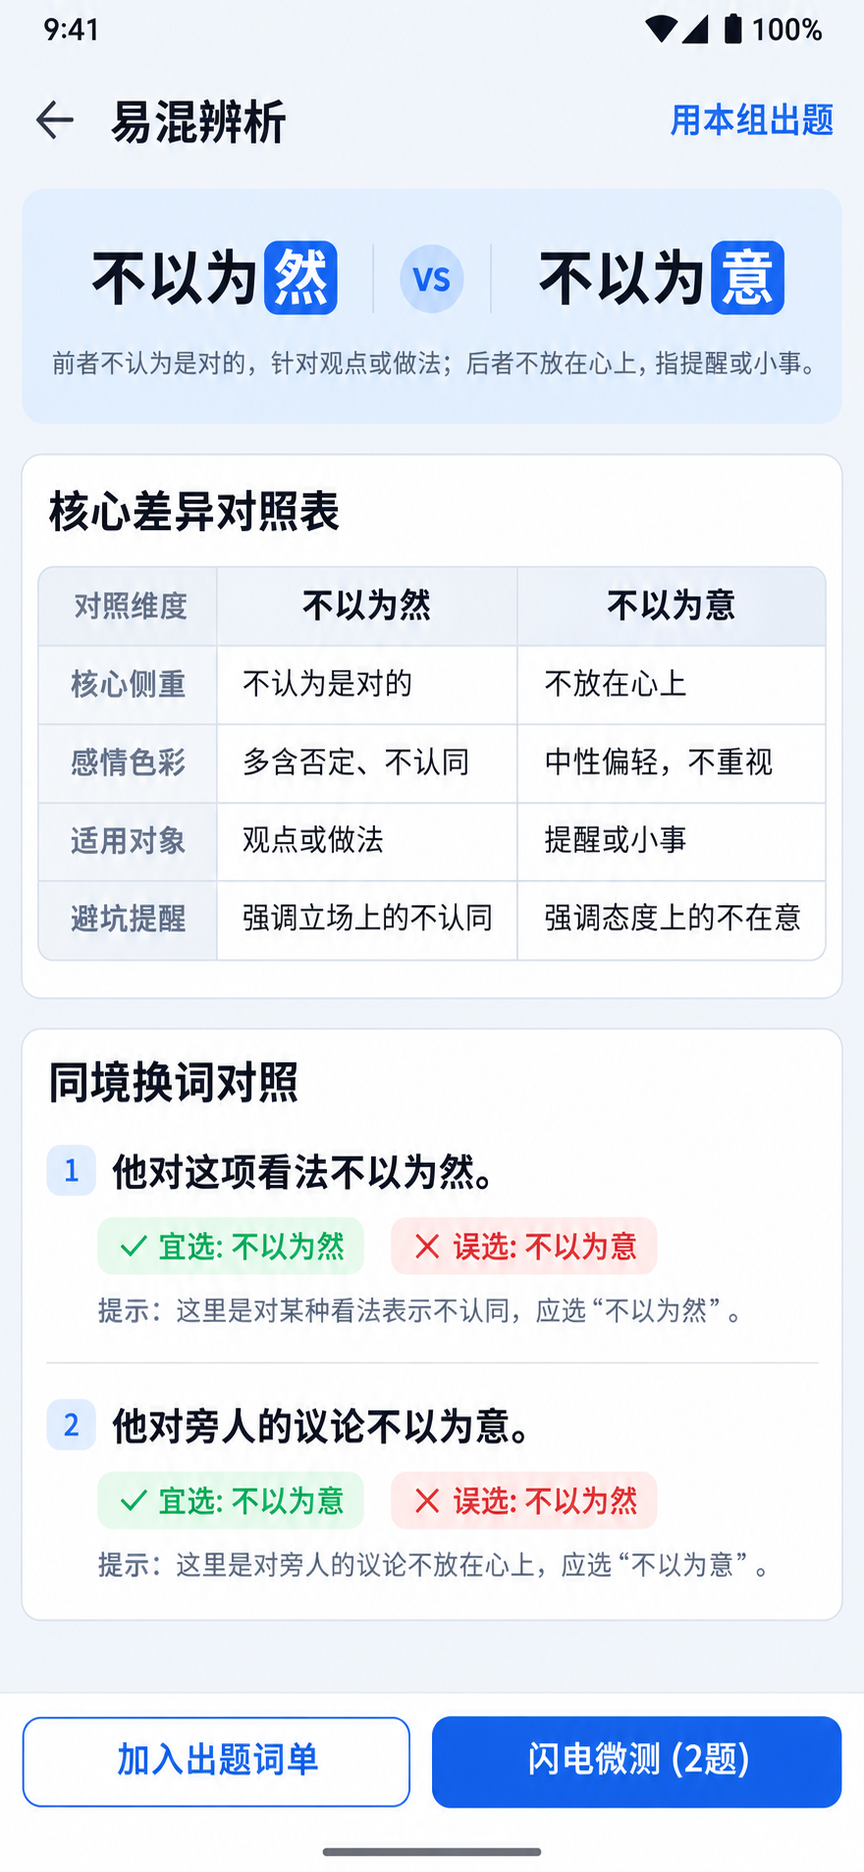 9:41
100%
易混辨析
用本组出题
不以为然 VS 不以为意
前者不认为是对的，针对观点或做法；后者不放在心上，指提醒或小事。
核心差异对照表
对照维度 不以为然 不以为意
核心侧重 不认为是对的 不放在心上
感情色彩 多含否定、不认同 中性偏轻，不重视
适用对象 观点或做法 提醒或小事
避坑提醒 强调立场上的不认同 强调态度上的不在意
同境换词对照
1 他对这项看法不以为然。
宜选: 不以为然 误选: 不以为意
提示：这里是对某种看法表示不认同，应选“不以为然”。
2 他对旁人的议论不以为意。
宜选: 不以为意 误选: 不以为然
提示：这里是对旁人的议论不放在心上，应选“不以为意”。
加入出题词单 闪电微测 (2题)